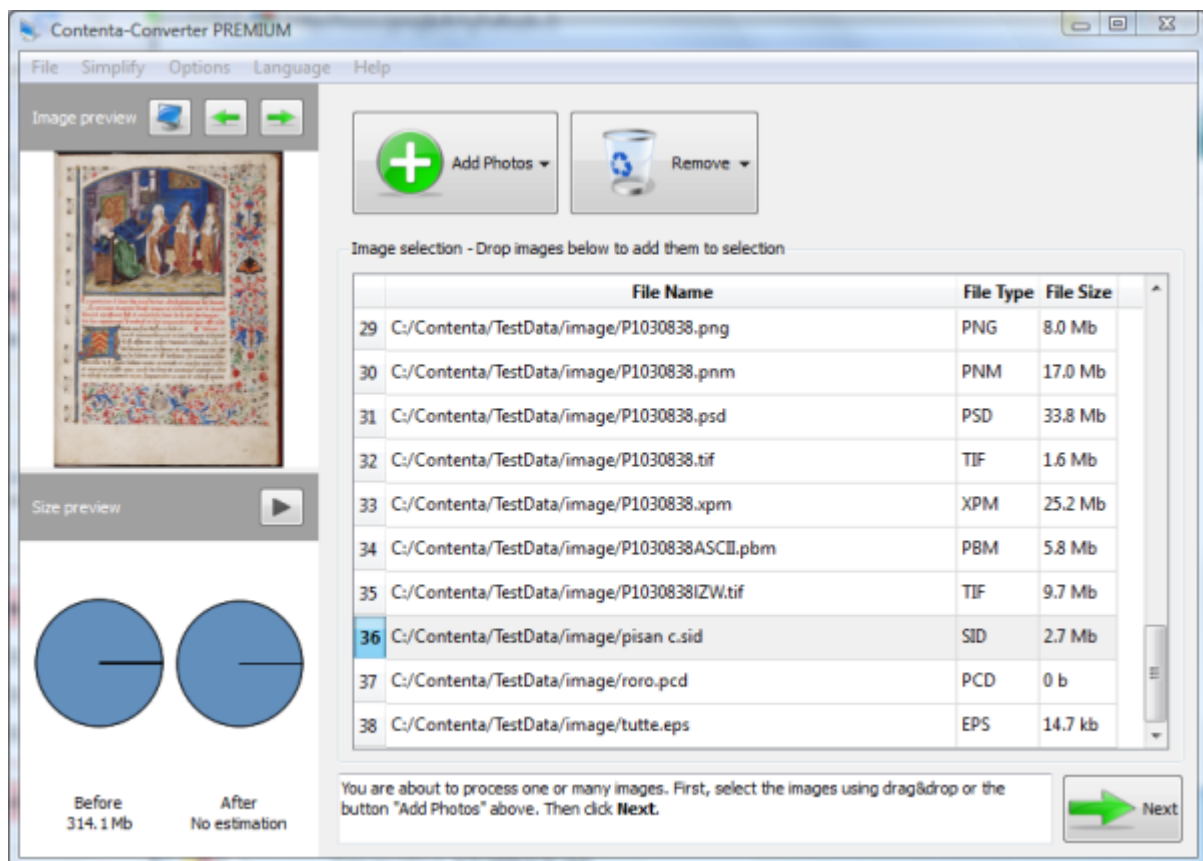 Contenta-Converter PREMIUM
File Simplify Options Language Help
Image preview
Add Photos
Remove
Image selection - Drop images below to add them to selection
File Name File Type File Size
29 C:/Contenta/TestData/image/P1030838.png PNG 8.0 Mb
30 C:/Contenta/TestData/image/P1030838.pnm PNM 17.0 Mb
31 C:/Contenta/TestData/image/P1030838.psd PSD 33.8 Mb
32 C:/Contenta/TestData/image/P1030838.tif TIF 1.6 Mb
33 C:/Contenta/TestData/image/P1030838.xpm XPM 25.2 Mb
34 C:/Contenta/TestData/image/P1030838ASCII.pbm PBM 5.8 Mb
35 C:/Contenta/TestData/image/P1030838lZW.tif TIF 9.7 Mb
36 C:/Contenta/TestData/image/pisan c.sid SID 2.7 Mb
37 C:/Contenta/TestData/image/roro.pcd PCD 0 b
38 C:/Contenta/TestData/image/tutte.eps EPS 14.7 kb
Size preview
Before
314.1 Mb
After
No estimation
You are about to process one or many images. First, select the images using drag&drop or the
button "Add Photos" above. Then click Next.
Next